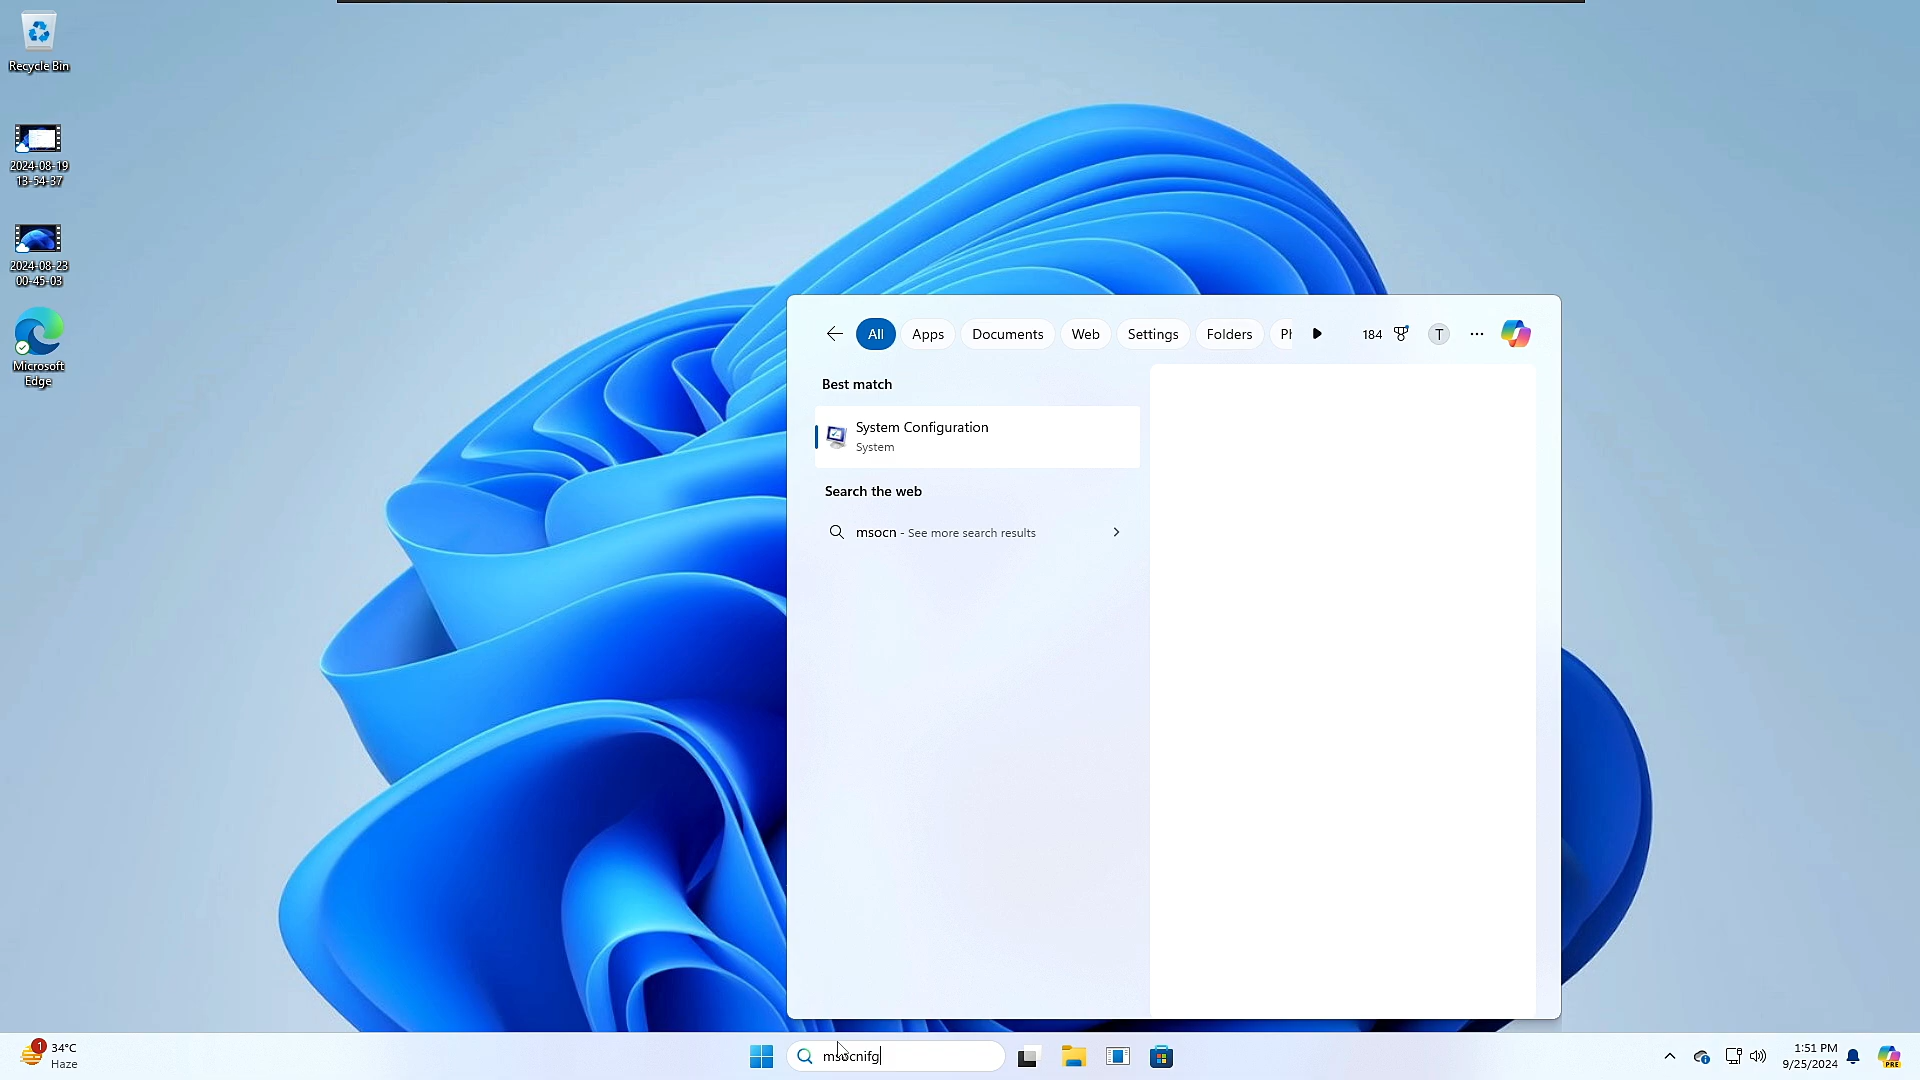 Recycle Bin
2024-08-19
13-54-37
2024-08-23
00-45-03
Microsoft
Edge
All
Apps
Documents
Web
Settings
Folders
184
T
Best match
System Configuration
System
Search the web
msocn - See more search results
1
34°C
Haze
msocnifg
1:51 PM
9/25/2024
PRE